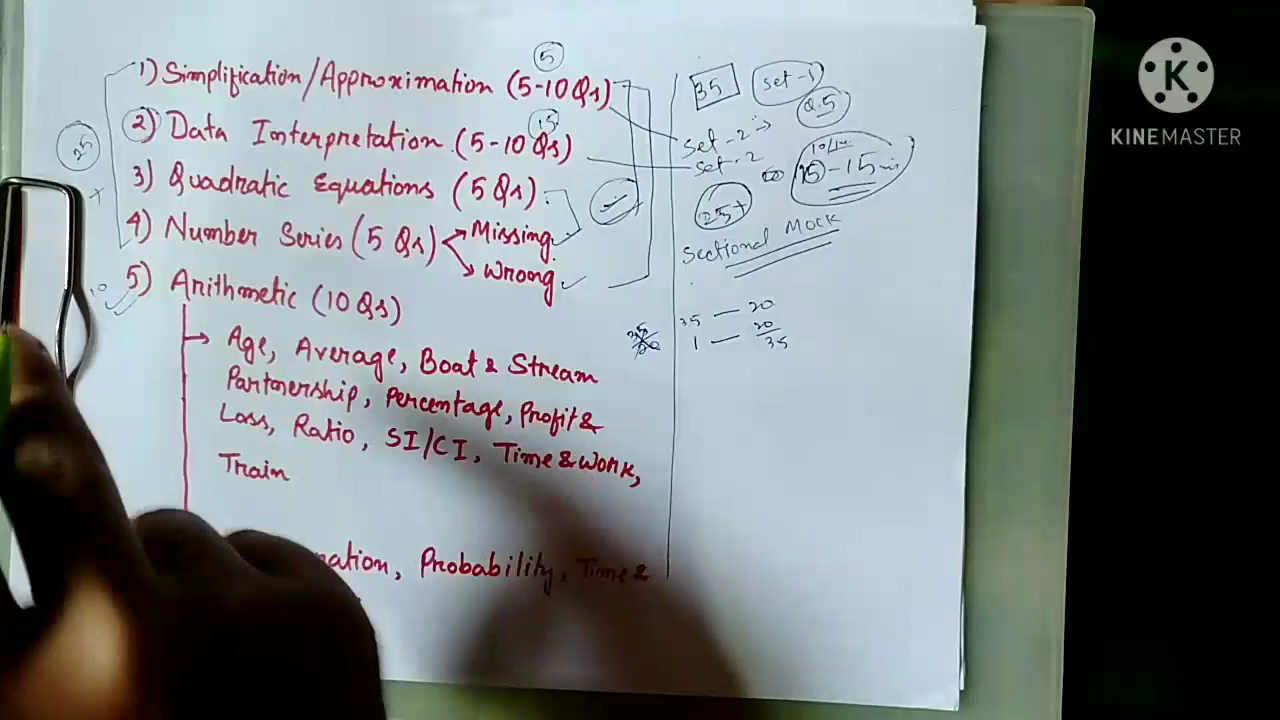 5
1) Simplification/Approximation (5-10 Qs)
15
2) Data Interpretation (5-10 Qs)
25
3) Quadratic Equations (5 Qs)
+
4) Number Series (5 Qs) Missing
Wrong
10
5) Arithmetic (10 Qs)
Age, Average, Boat & Stream
Partnership, Percentage, Profit &
Loss, Ratio, SI/CI, Time & Work,
Train
Probability, Time &
35 set-1
set-2
set-2
10/12
-15 min
25+
Sectional Mock
35 — 20
1 — 20
35
K
KINEMASTER